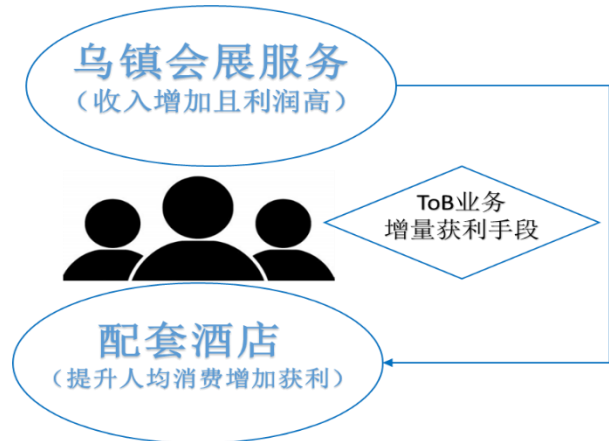 乌镇会展服务
（收入增加且利润高）
ToB业务
增量获利手段
配套酒店
（提升人均消费增加获利）